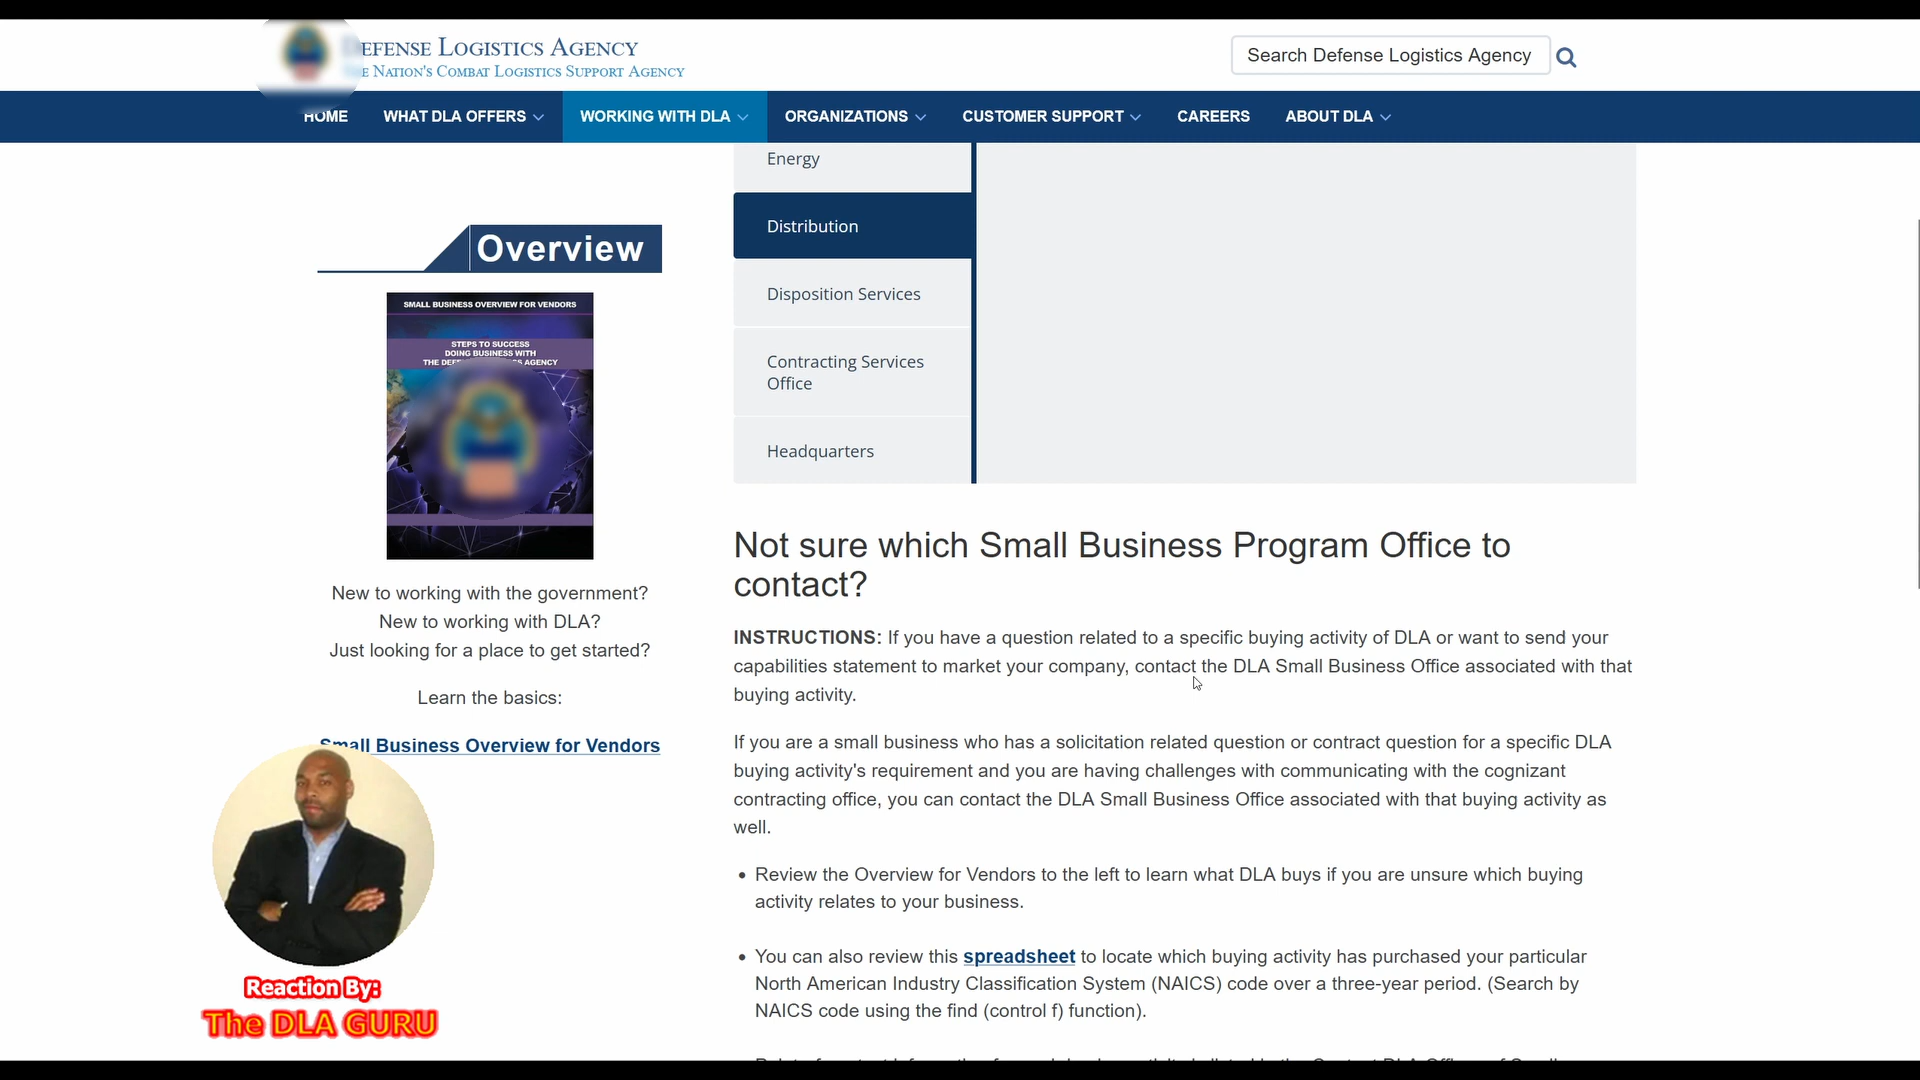 EFENSE LOGISTICS AGENCY
E NATION'S COMBAT LOGISTICS SUPPORT AGENCY
Search Defense Logistics Agency
HOME
WHAT DLA OFFERS
WORKING WITH DLA
ORGANIZATIONS
CUSTOMER SUPPORT
CAREERS
ABOUT DLA
Energy
Distribution
Disposition Services
Contracting Services
Office
Headquarters
Overview
SMALL BUSINESS OVERVIEW FOR VENDORS
STEPS TO SUCCESS
DOING BUSINESS WITH
THE AGENCY
New to working with the government?
New to working with DLA?
Just looking for a place to get started?
Learn the basics:
Small Business Overview for Vendors
Reaction By:
The DLA GURU
Not sure which Small Business Program Office to
contact?
INSTRUCTIONS: If you have a question related to a specific buying activity of DLA or want to send your
capabilities statement to market your company, contact the DLA Small Business Office associated with that
buying activity.
If you are a small business who has a solicitation related question or contract question for a specific DLA
buying activity's requirement and you are having challenges with communicating with the cognizant
contracting office, you can contact the DLA Small Business Office associated with that buying activity as
well.
• Review the Overview for Vendors to the left to learn what DLA buys if you are unsure which buying
activity relates to your business.
• You can also review this spreadsheet to locate which buying activity has purchased your particular
North American Industry Classification System (NAICS) code over a three-year period. (Search by
NAICS code using the find (control f) function).